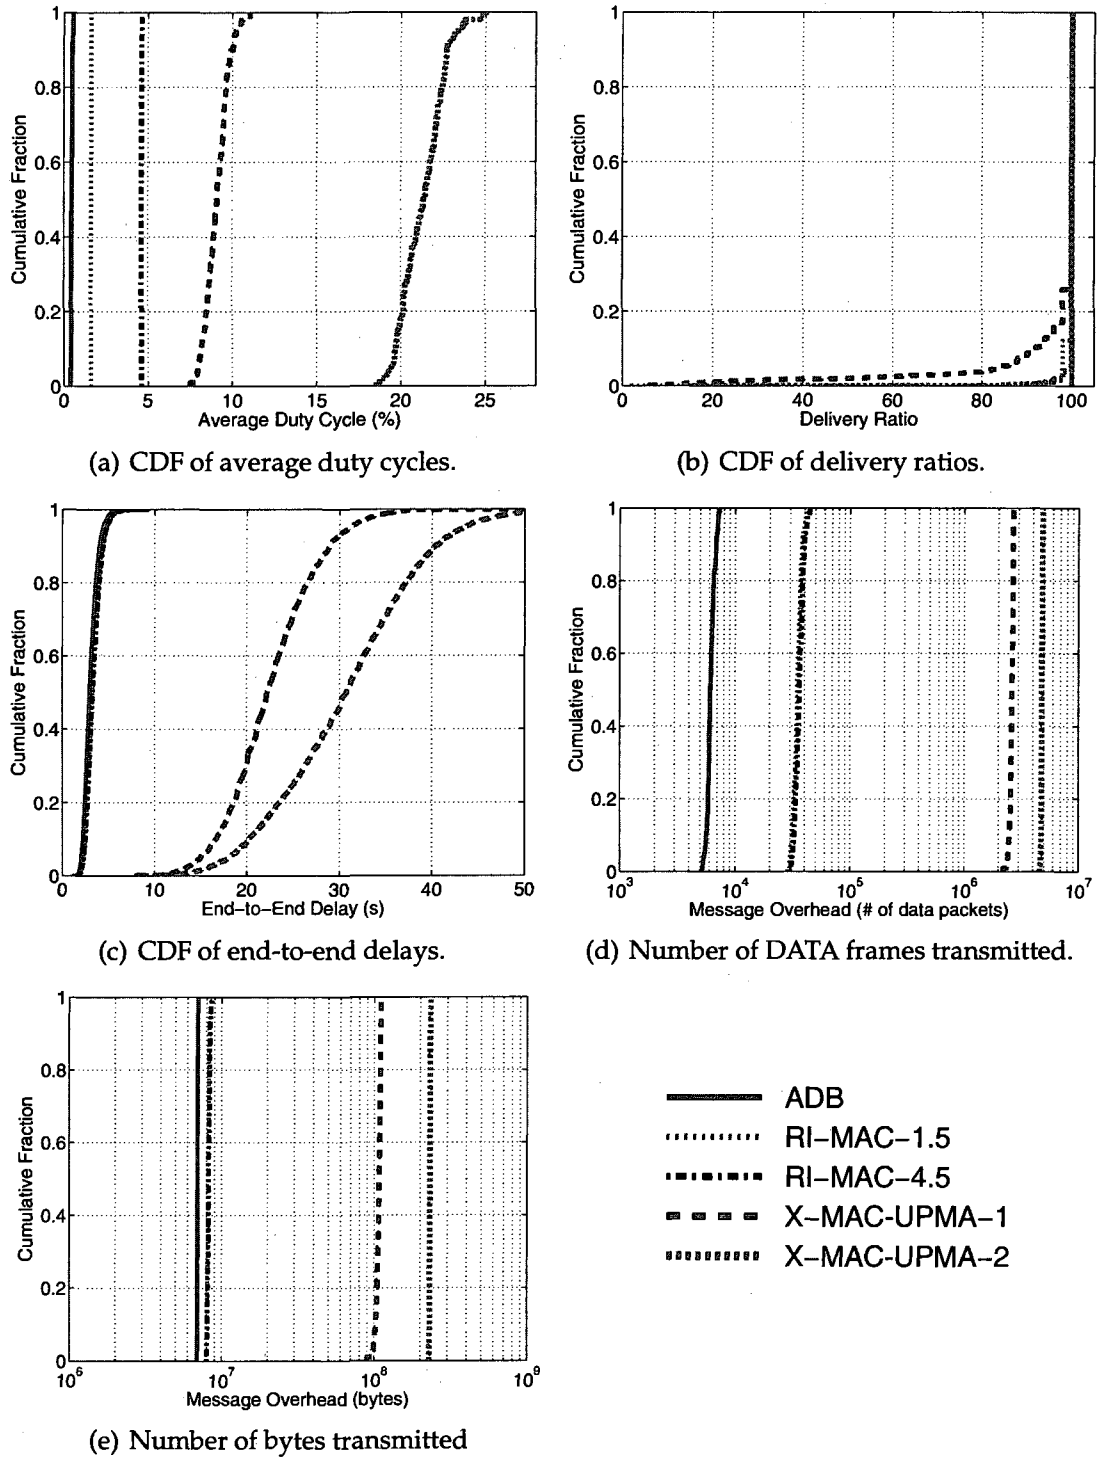 1
0.8
0.6
0.4
0.2
0
Cumulative Fraction
0 5 10 15 20 25
Average Duty Cycle (%)
(a) CDF of average duty cycles.
1
0.8
0.6
0.4
0.2
0
Cumulative Fraction
0 20 40 60 80 100
Delivery Ratio
(b) CDF of delivery ratios.
1
0.8
0.6
0.4
0.2
0
Cumulative Fraction
0 10 20 30 40 50
End-to-End Delay (s)
(c) CDF of end-to-end delays.
1
0.8
0.6
0.4
0.2
0
Cumulative Fraction
10^3 10^4 10^5 10^6 10^7
Message Overhead (# of data packets)
(d) Number of DATA frames transmitted.
1
0.8
0.6
0.4
0.2
0
Cumulative Fraction
10^6 10^7 10^8 10^9
Message Overhead (bytes)
(e) Number of bytes transmitted
ADB
RI-MAC-1.5
RI-MAC-4.5
X-MAC-UPMA-1
X-MAC-UPMA-2